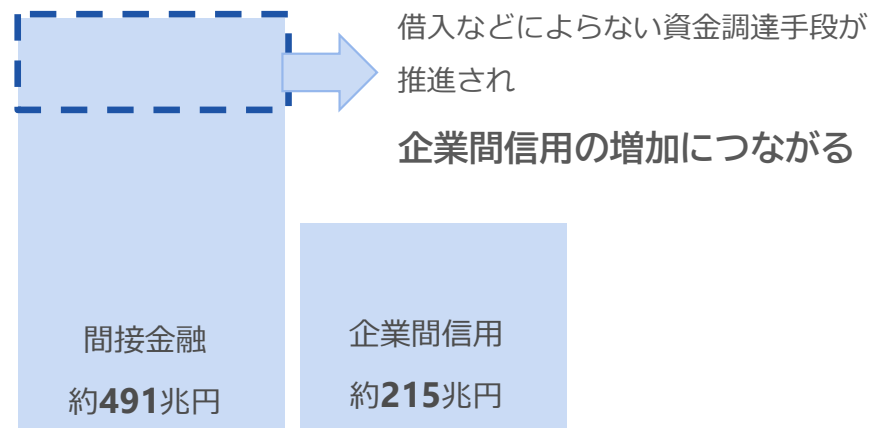 借入などによらない資金調達手段が
推進され
企業間信用の増加につながる
間接金融
約491兆円
企業間信用
約215兆円